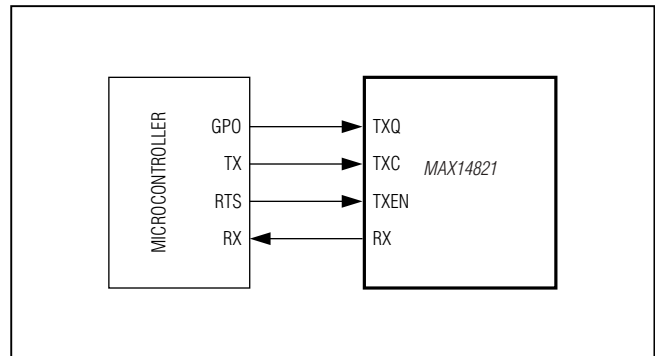 MICROCONTROLLER
GPO
TX
RTS
RX
TXQ
TXC
TXEN
RX
MAX14821